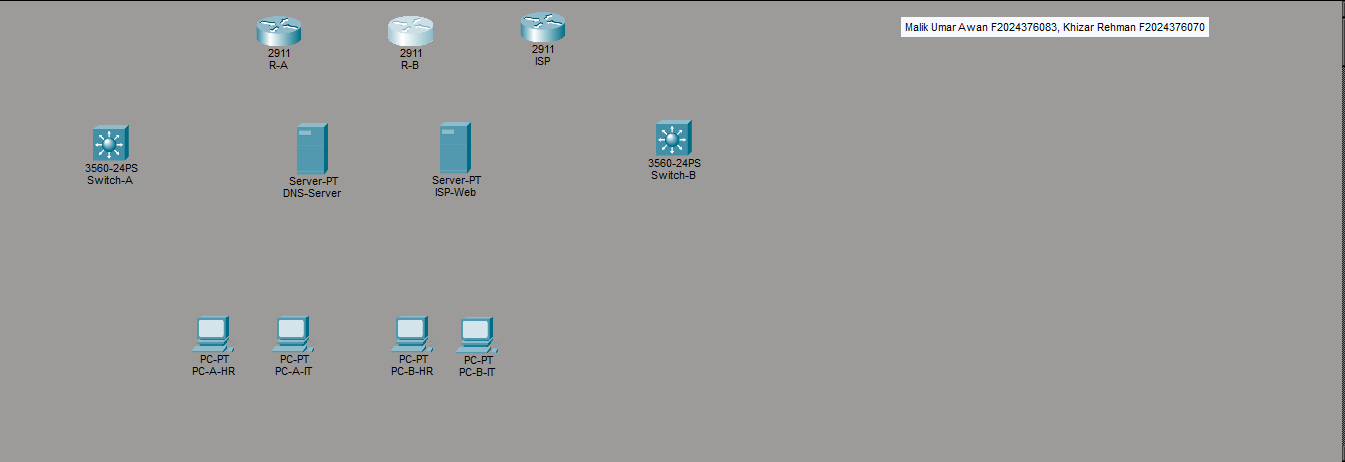 Malik Umar Awan F2024376083, Khizar Rehman F2024376070
2911
R-A
2911
R-B
2911
ISP
3560-24PS
Switch-A
Server-PT
DNS-Server
Server-PT
ISP-Web
3560-24PS
Switch-B
PC-PT
PC-A-HR
PC-PT
PC-A-IT
PC-PT
PC-B-HR
PC-PT
PC-B-IT